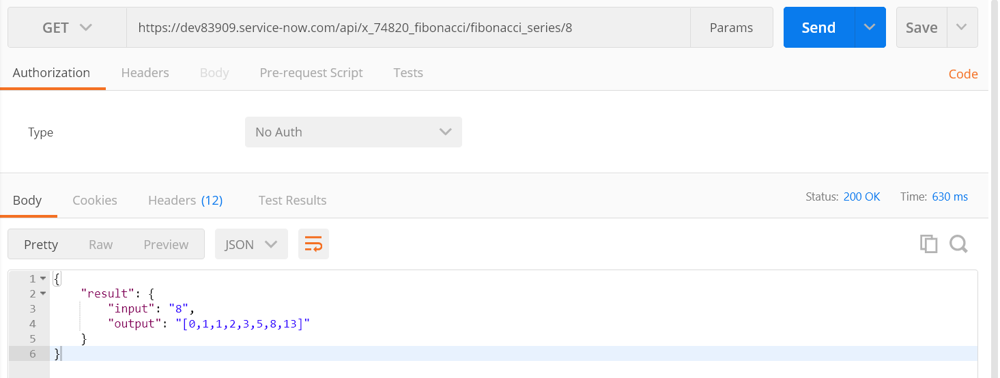 GET https://dev83909.service-now.com/api/x_74820_fibonacci/fibonacci_series/8 Params Send Save
Authorization Headers Body Pre-request Script Tests Code
Type No Auth
Body Cookies Headers (12) Test Results Status: 200 OK Time: 630 ms
Pretty Raw Preview JSON
1 {
2 "result": {
3 "input": "8",
4 "output": "[0,1,1,2,3,5,8,13]"
5 }
6 }